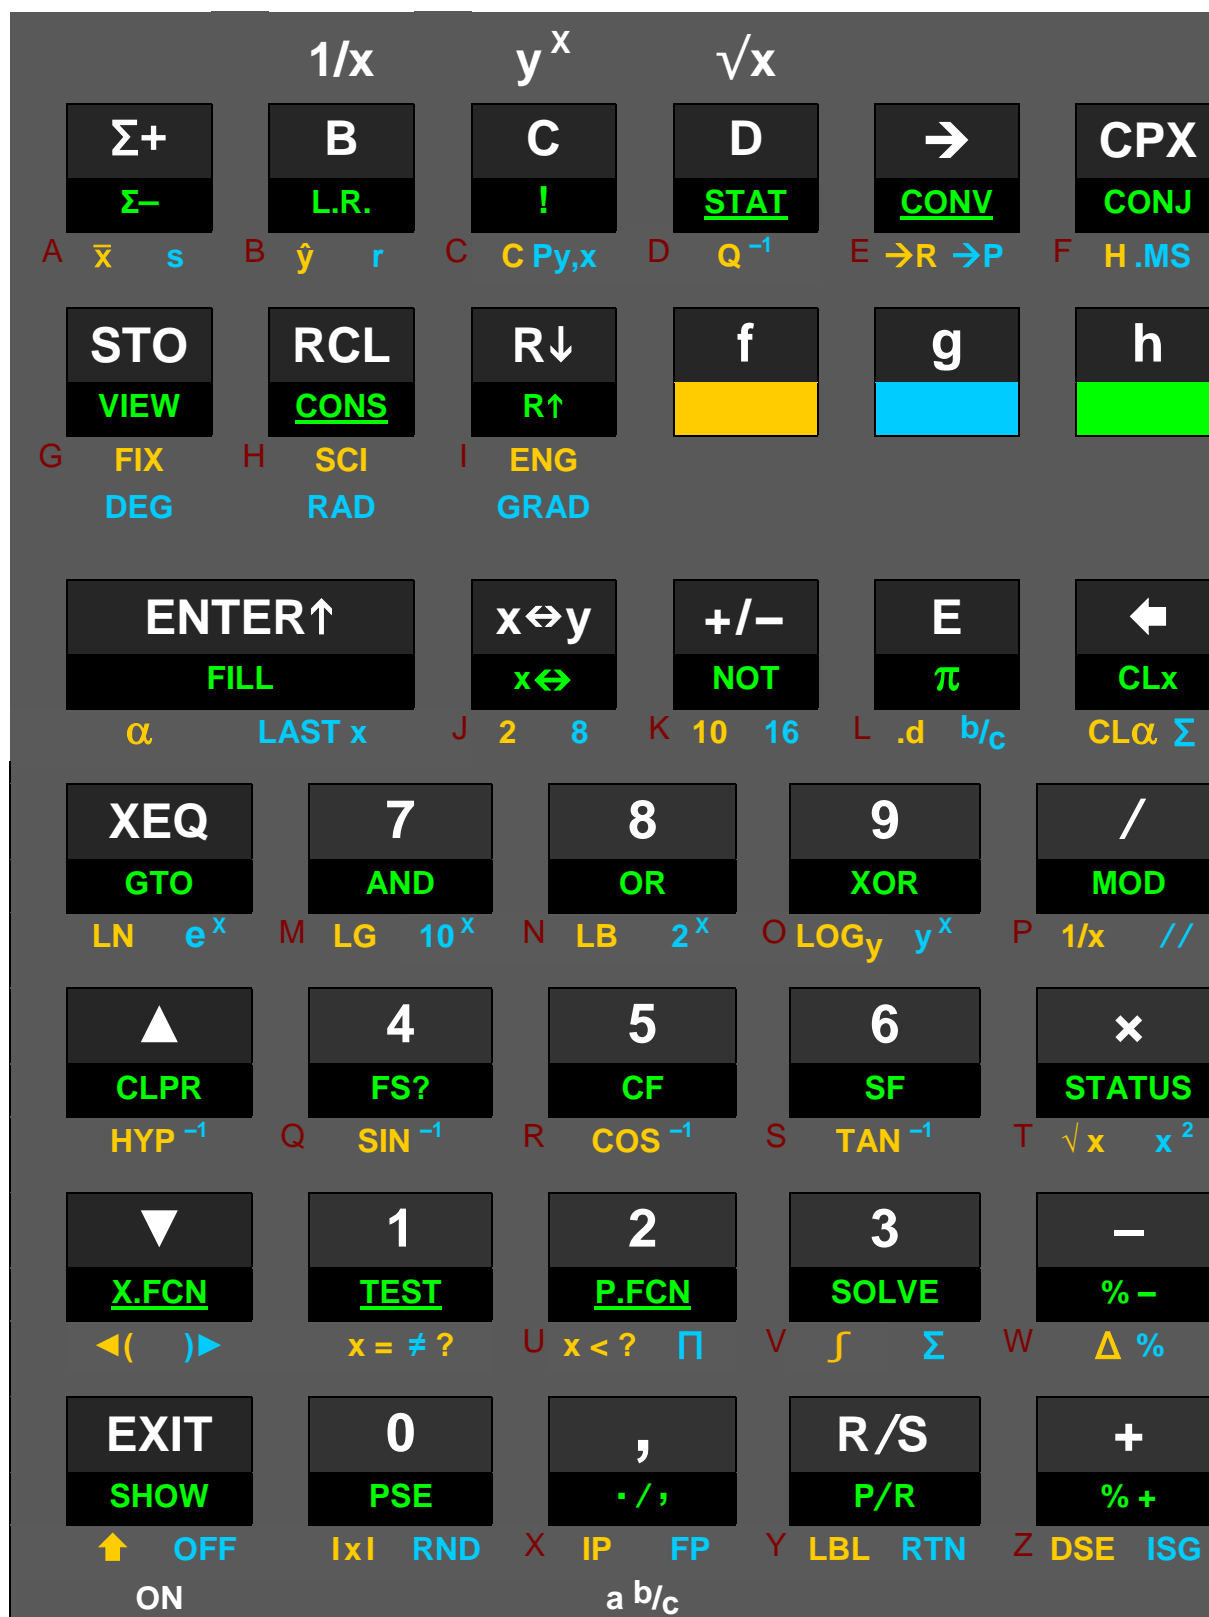 1/x y^x √x
Σ+ B C D ➔ CPX
Σ– L.R. ! STAT CONV CONJ
A x̅ s B ŷ r C C Py,x D Q⁻¹ E ➔R ➔P F H .MS
STO RCL R↓ f g h
VIEW CONS R↑
G FIX H SCI I ENG
DEG RAD GRAD
ENTER↑ x⇔y +/– E 🡄
FILL x⇔ NOT π CLx
α LAST x J 2 8 K 10 16 L .d b/c CLα Σ
XEQ 7 8 9 /
GTO AND OR XOR MOD
LN e^x M LG 10^x N LB 2^x O LOGy y^x P 1/x //
▲ 4 5 6 ×
CLPR FS? CF SF STATUS
HYP⁻¹ Q SIN⁻¹ R COS⁻¹ S TAN⁻¹ T √x x²
▼ 1 2 3 –
X.FCN TEST P.FCN SOLVE %–
◄( )► x = ≠ ? U x < ? Π V ∫ Σ W Δ %
EXIT 0 , R/S +
SHOW PSE ·/, P/R %+
🡅 OFF |x| RND X IP FP Y LBL RTN Z DSE ISG
ON a b/c